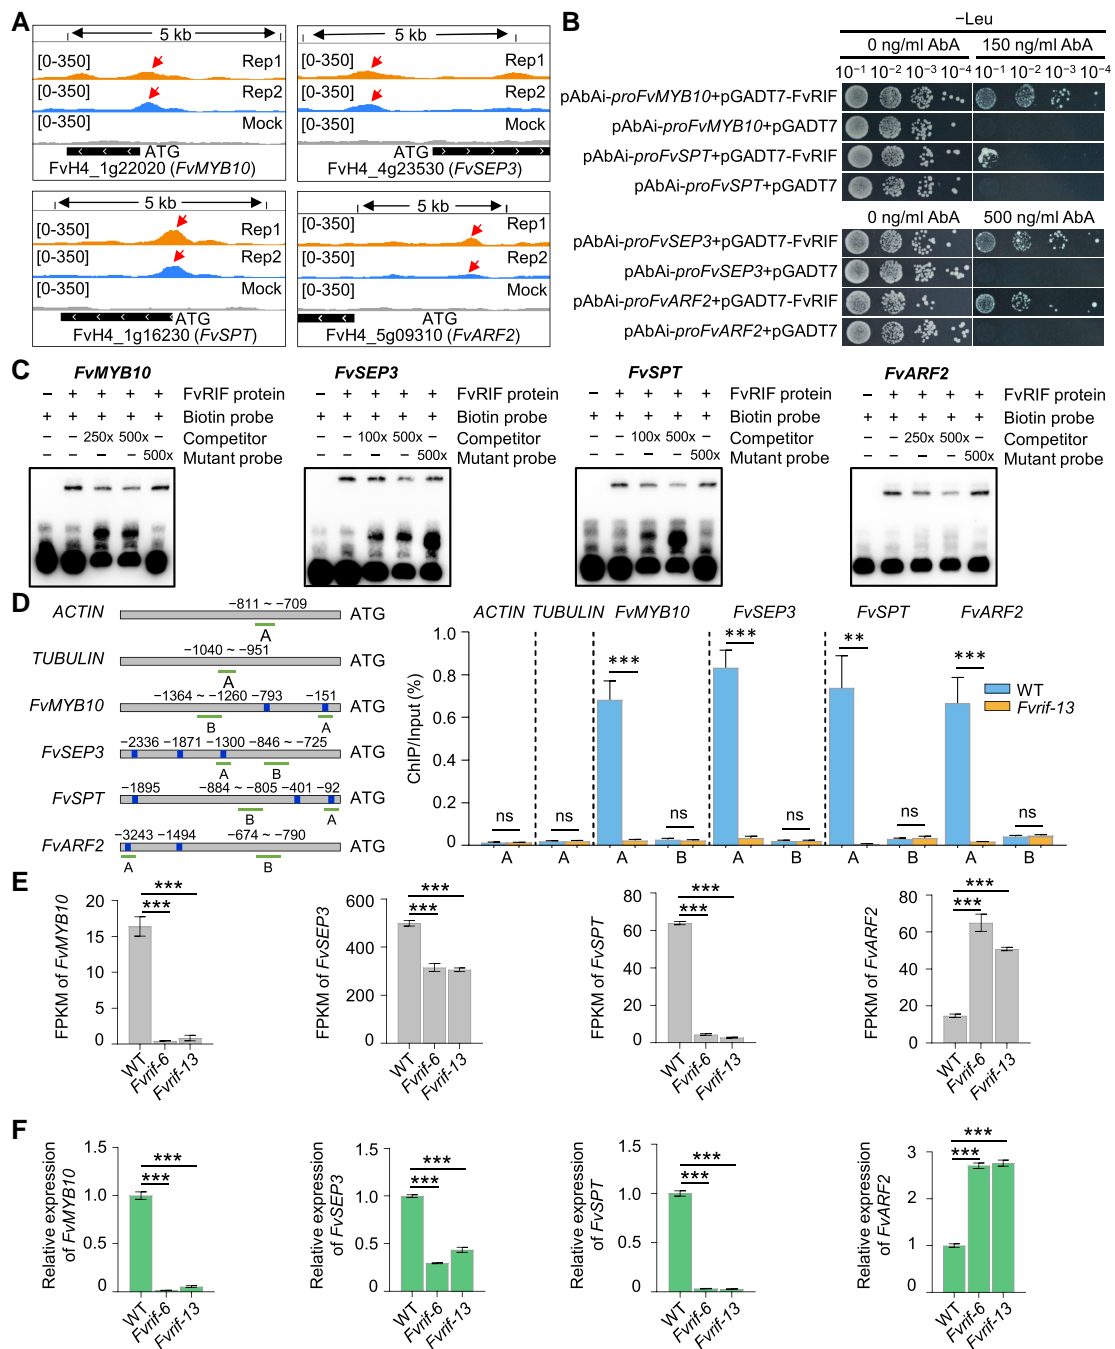 A
5 kb
[0-350] Rep1
[0-350] Rep2
[0-350] Mock
ATG
FvH4_1g22020 (FvMYB10)
5 kb
[0-350] Rep1
[0-350] Rep2
[0-350] Mock
ATG
FvH4_4g23530 (FvSEP3)
5 kb
[0-350] Rep1
[0-350] Rep2
[0-350] Mock
ATG
FvH4_1g16230 (FvSPT)
5 kb
[0-350] Rep1
[0-350] Rep2
[0-350] Mock
ATG
FvH4_5g09310 (FvARF2)
B
−Leu
0 ng/ml AbA 150 ng/ml AbA
10⁻¹ 10⁻² 10⁻³ 10⁻⁴ 10⁻¹ 10⁻² 10⁻³ 10⁻⁴
pAbAi-proFvMYB10+pGADT7-FvRIF
pAbAi-proFvMYB10+pGADT7
pAbAi-proFvSPT+pGADT7-FvRIF
pAbAi-proFvSPT+pGADT7
0 ng/ml AbA 500 ng/ml AbA
pAbAi-proFvSEP3+pGADT7-FvRIF
pAbAi-proFvSEP3+pGADT7
pAbAi-proFvARF2+pGADT7-FvRIF
pAbAi-proFvARF2+pGADT7
C
FvMYB10
− + + + + FvRIF protein
+ + + + + Biotin probe
− − 250x 500x − Competitor
− − − − 500x Mutant probe
FvSEP3
− + + + + FvRIF protein
+ + + + + Biotin probe
− − 100x 500x − Competitor
− − − − 500x Mutant probe
FvSPT
− + + + + FvRIF protein
+ + + + + Biotin probe
− − 100x 500x − Competitor
− − − − 500x Mutant probe
FvARF2
− + + + + FvRIF protein
+ + + + + Biotin probe
− − 250x 500x − Competitor
− − − − 500x Mutant probe
D
ACTIN −811 ~ −709 ATG
A
TUBULIN −1040 ~ −951 ATG
A
FvMYB10 −1364 ~ −1260 −793 −151 ATG
B A
FvSEP3 −2336 −1871 −1300 −846 ~ −725 ATG
A B
FvSPT −1895 −884 ~ −805 −401 −92 ATG
B A
FvARF2 −3243 −1494 −674 ~ −790 ATG
A B
ACTIN TUBULIN FvMYB10 FvSEP3 FvSPT FvARF2
ChIP/Input (%)
1.0
0.8
0.6
0.4
0.2
0
ns ns *** ns *** ns ** ns *** ns
A A A B A B A B A B
WT
Fvrif-13
E
FPKM of FvMYB10
20
15
10
5
0
***
***
WT Fvrif-6 Fvrif-13
FPKM of FvSEP3
600
400
200
0
***
***
WT Fvrif-6 Fvrif-13
FPKM of FvSPT
80
60
40
20
0
***
***
WT Fvrif-6 Fvrif-13
FPKM of FvARF2
80
60
40
20
0
***
***
WT Fvrif-6 Fvrif-13
F
Relative expression
of FvMYB10
1.5
1.0
0.5
0
***
***
WT Fvrif-6 Fvrif-13
Relative expression
of FvSEP3
1.5
1.0
0.5
0
***
***
WT Fvrif-6 Fvrif-13
Relative expression
of FvSPT
1.5
1.0
0.5
0
***
***
WT Fvrif-6 Fvrif-13
Relative expression
of FvARF2
3
2
1
0
***
***
WT Fvrif-6 Fvrif-13